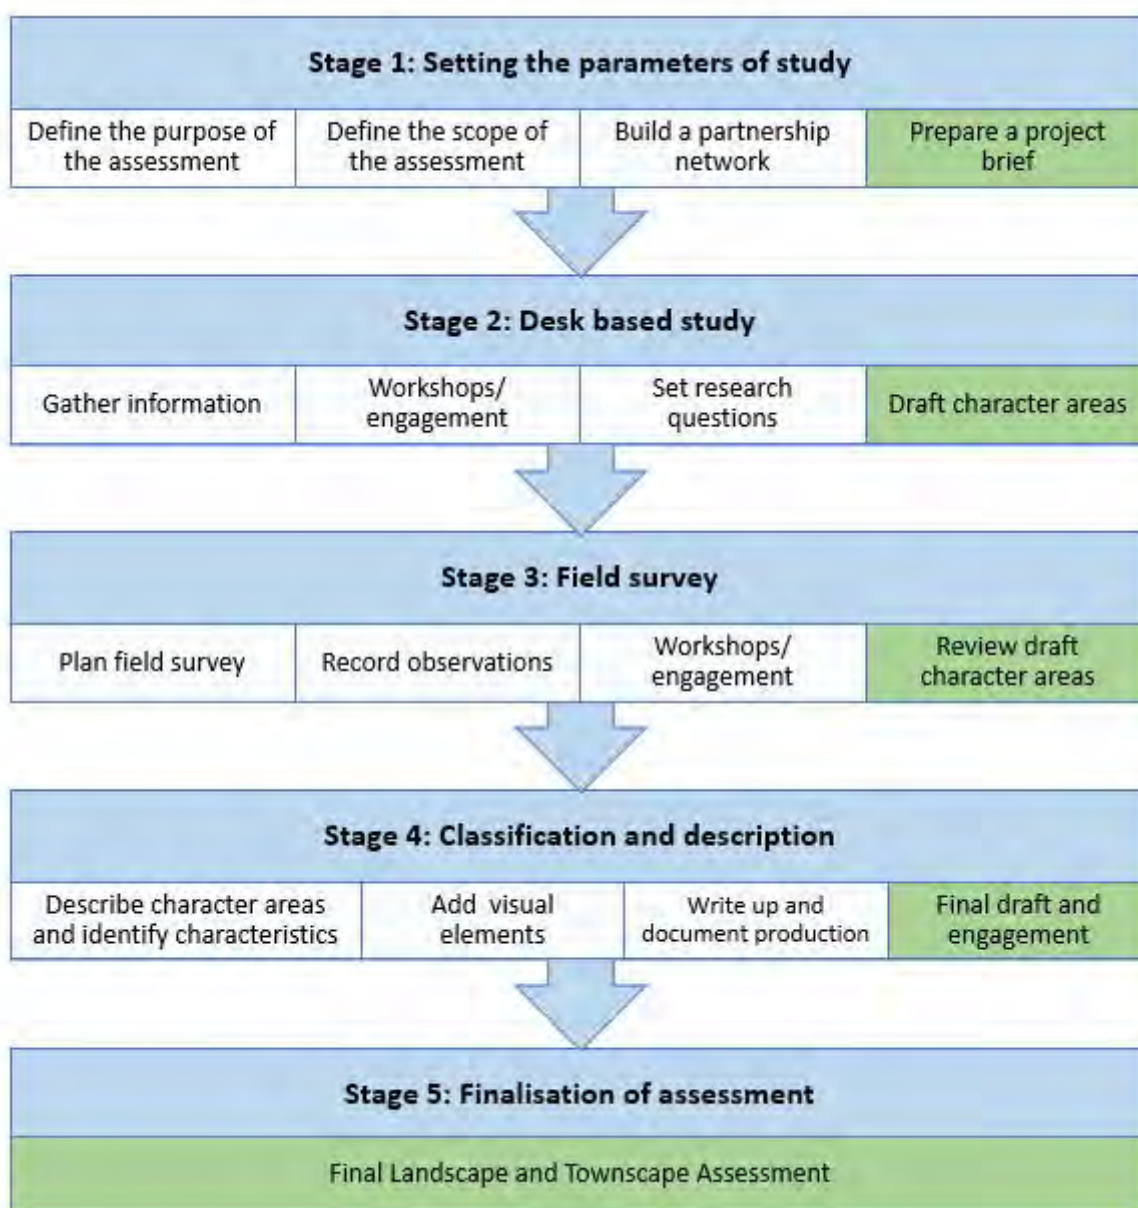 Stage 1: Setting the parameters of study
Define the purpose of
the assessment
Define the scope of
the assessment
Build a partnership
network
Prepare a project
brief
Stage 2: Desk based study
Gather information
Workshops/
engagement
Set research
questions
Draft character areas
Stage 3: Field survey
Plan field survey
Record observations
Workshops/
engagement
Review draft
character areas
Stage 4: Classification and description
Describe character areas
and identify characteristics
Add visual
elements
Write up and
document production
Final draft and
engagement
Stage 5: Finalisation of assessment
Final Landscape and Townscape Assessment